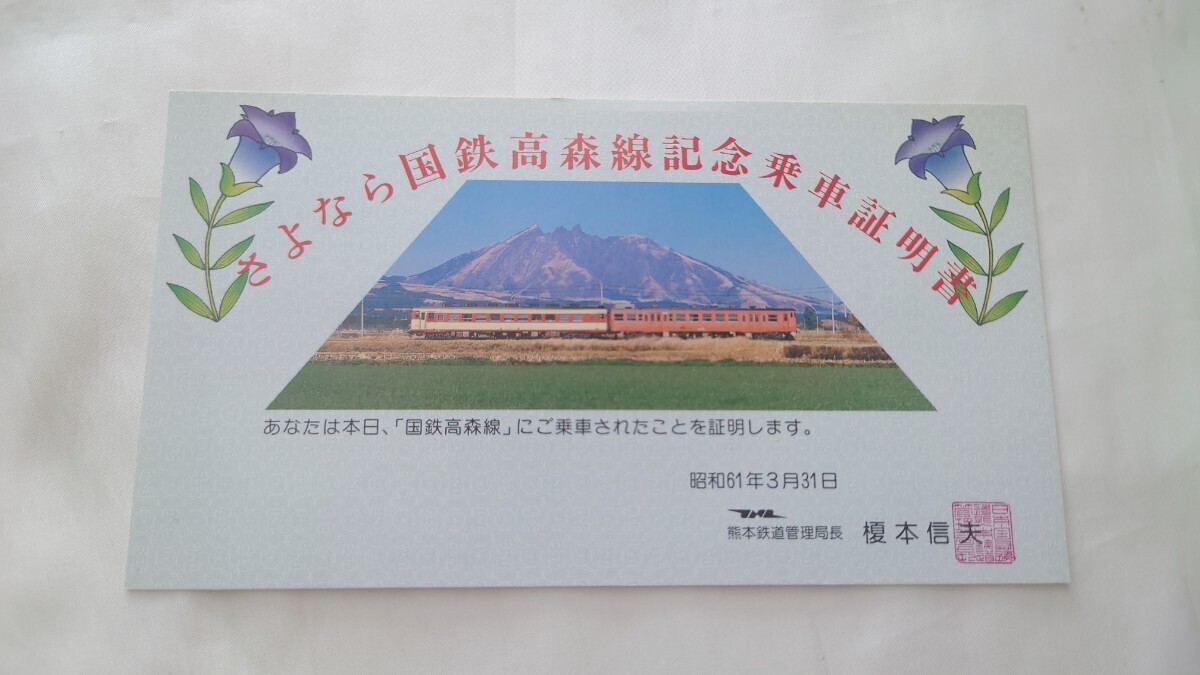 さよなら国鉄高森線記念乗車証明書
あなたは本日、「国鉄高森線」にご乗車されたことを証明します。
昭和61年3月31日
熊本鉄道管理局長 榎本信夫